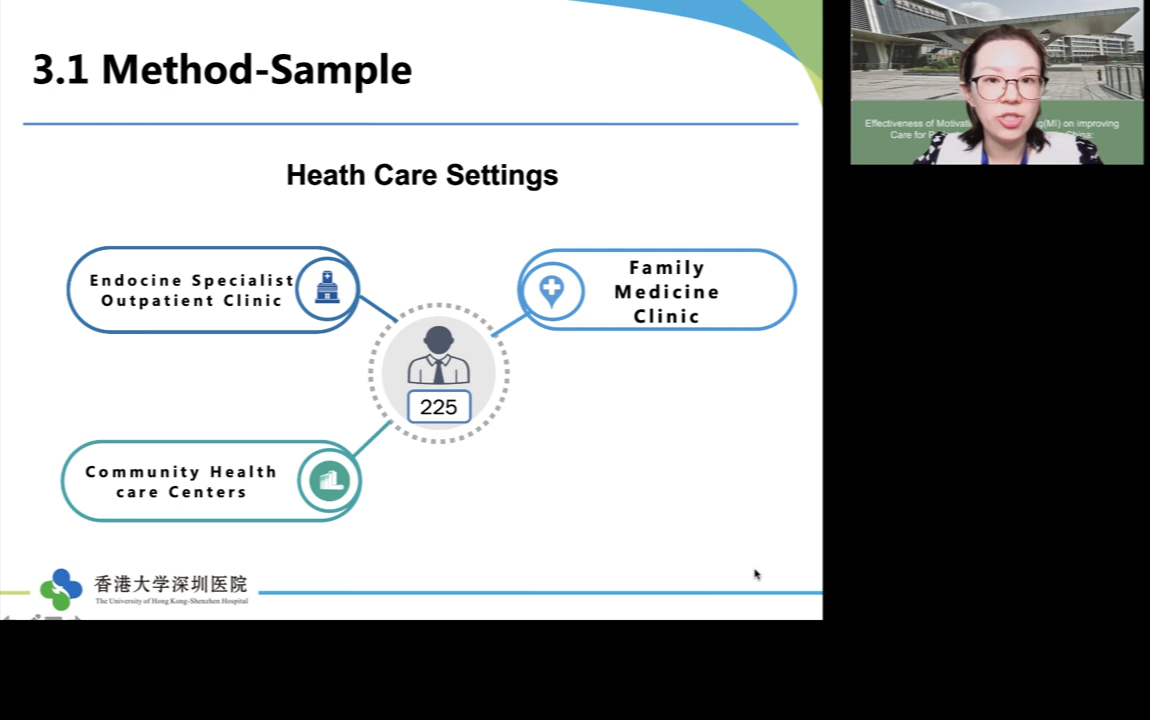 3.1 Method-Sample
Heath Care Settings
Endocine Specialist
Outpatient Clinic
Family
Medicine
Clinic
225
Community Health
care Centers
香港大学深圳医院
The University of Hong Kong-Shenzhen Hospital
Effectiveness of Motivat g(MI) on improving
Care for P China: